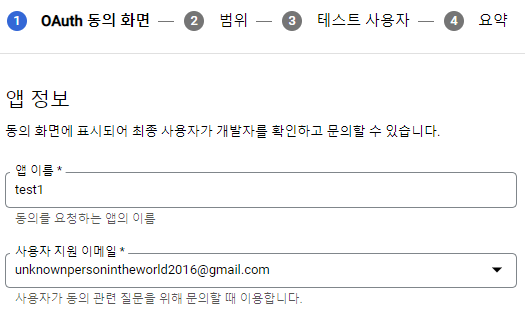 1 OAuth 동의 화면 — 2 범위 — 3 테스트 사용자 — 4 요약
앱 정보
동의 화면에 표시되어 최종 사용자가 개발자를 확인하고 문의할 수 있습니다.
앱 이름 *
test1
동의를 요청하는 앱의 이름
사용자 지원 이메일 *
unknownpersonintheworld2016@gmail.com
사용자가 동의 관련 질문을 위해 문의할 때 이용합니다.